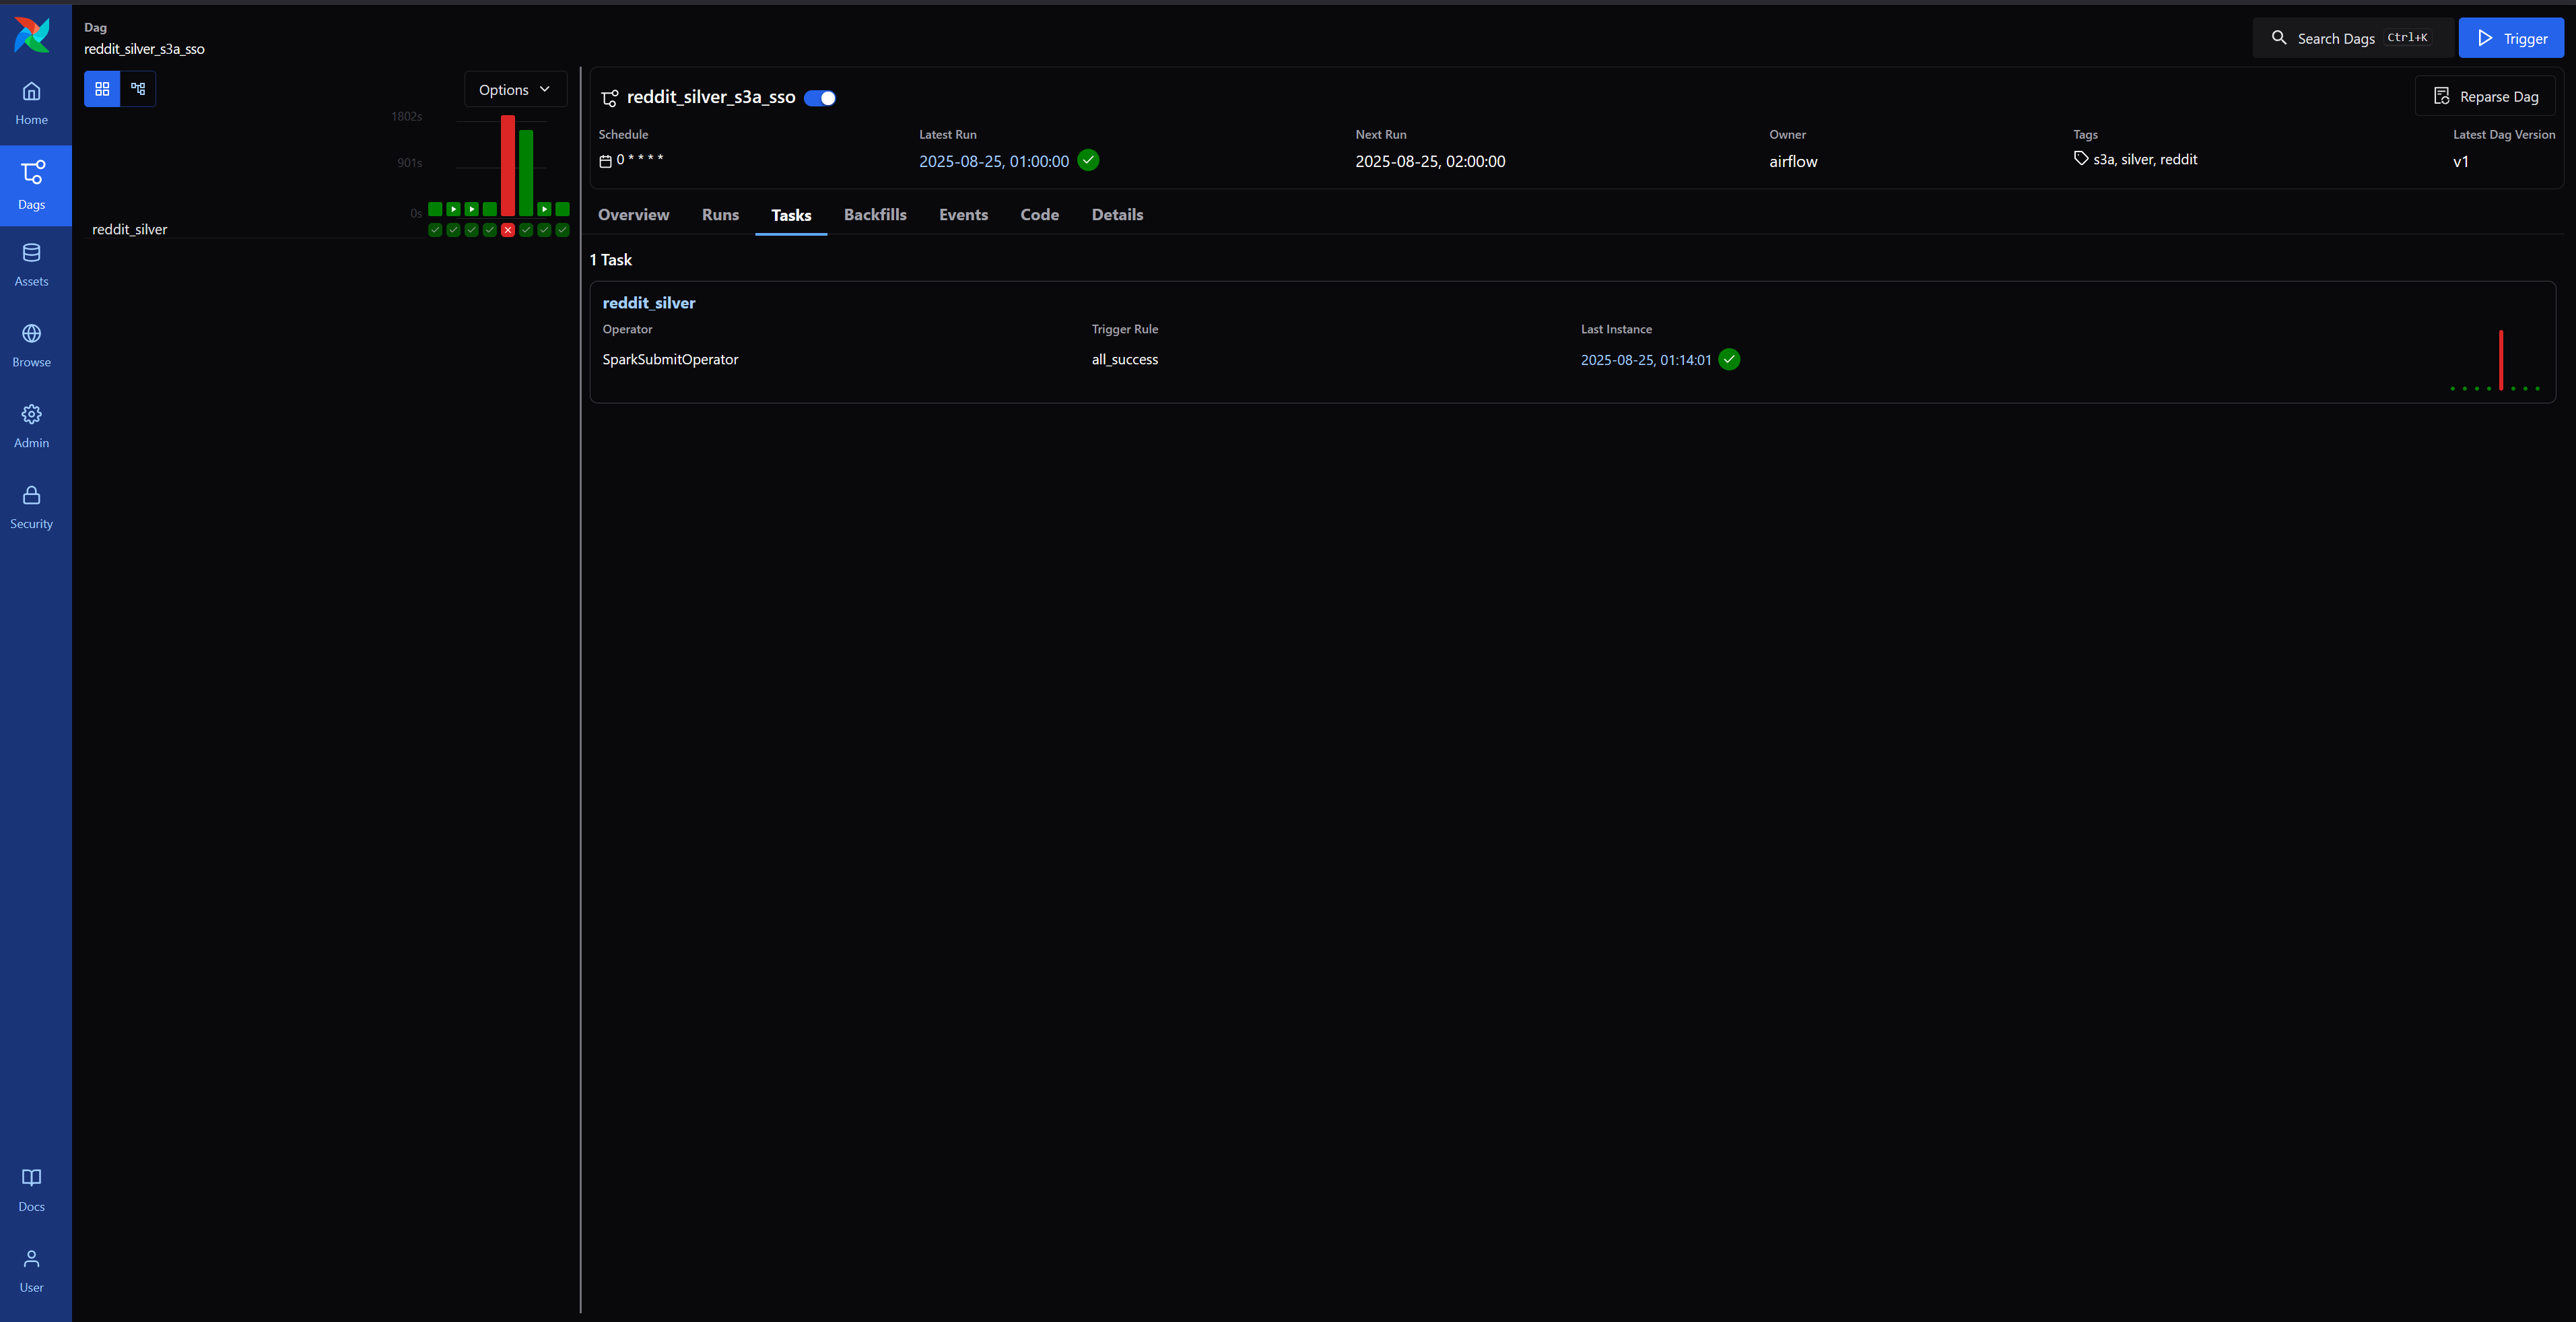 Dag
reddit_silver_s3a_sso
Search Dags Ctrl+K
Trigger
Home
Dags
Assets
Browse
Admin
Security
Docs
User
Options
1802s
901s
0s
reddit_silver
reddit_silver_s3a_sso
Reparse Dag
Schedule
0 * * * *
Latest Run
2025-08-25, 01:00:00
Next Run
2025-08-25, 02:00:00
Owner
airflow
Tags
s3a, silver, reddit
Latest Dag Version
v1
Overview Runs Tasks Backfills Events Code Details
1 Task
reddit_silver
Operator
SparkSubmitOperator
Trigger Rule
all_success
Last Instance
2025-08-25, 01:14:01